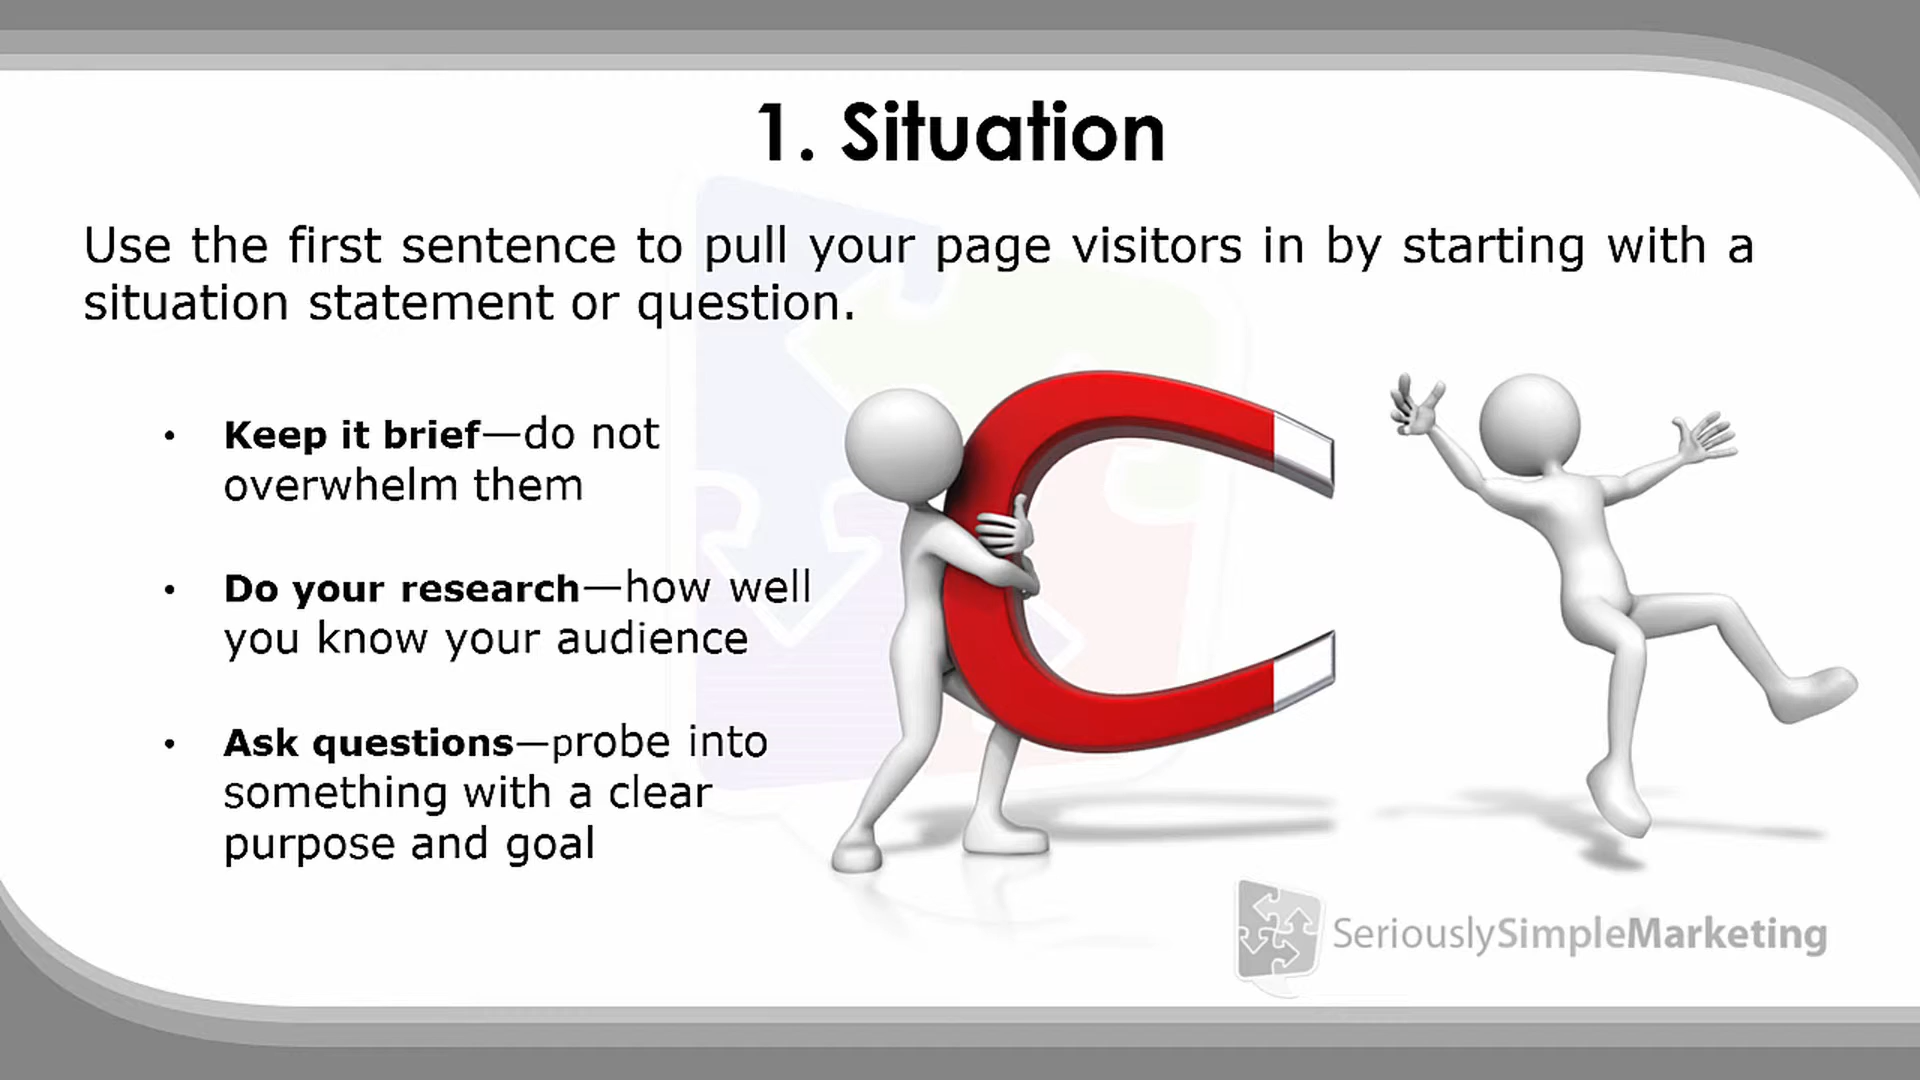 1. Situation
Use the first sentence to pull your page visitors in by starting with a
situation statement or question.
• Keep it brief—do not
overwhelm them
• Do your research—how well
you know your audience
• Ask questions—probe into
something with a clear
purpose and goal
SeriouslySimpleMarketing